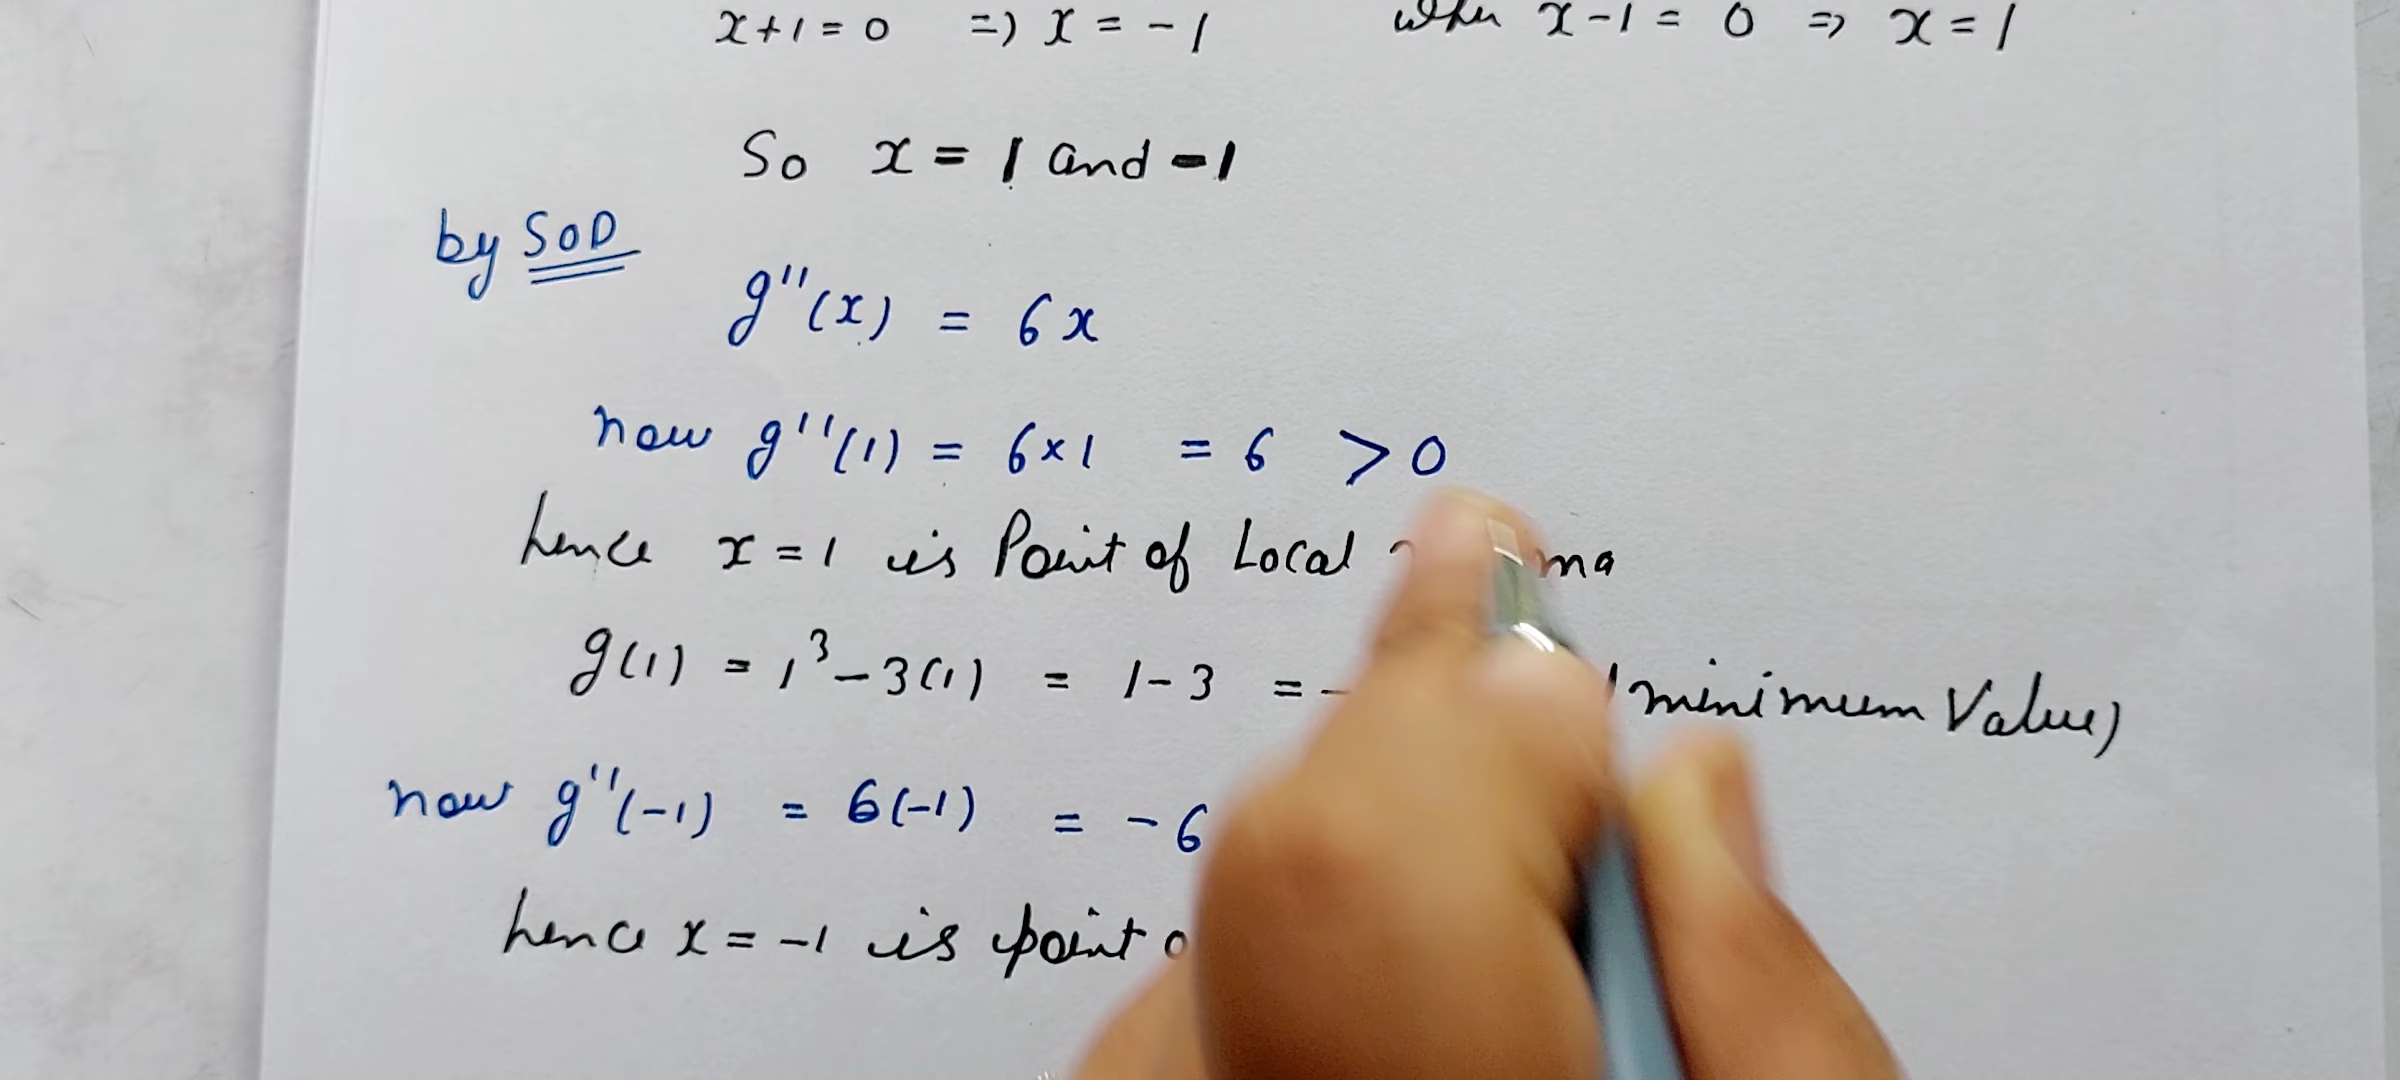 x+1=0 => x = -1 when x-1 = 0 => x = 1
So x = 1 and -1
by SOD
g''(x) = 6x
now g''(1) = 6×1 = 6 > 0
hence x = 1 is Point of Local
g(1) = 1³-3(1) = 1-3 = - minimum Value)
now g''(-1) = 6(-1) = -6
hence x = -1 is point